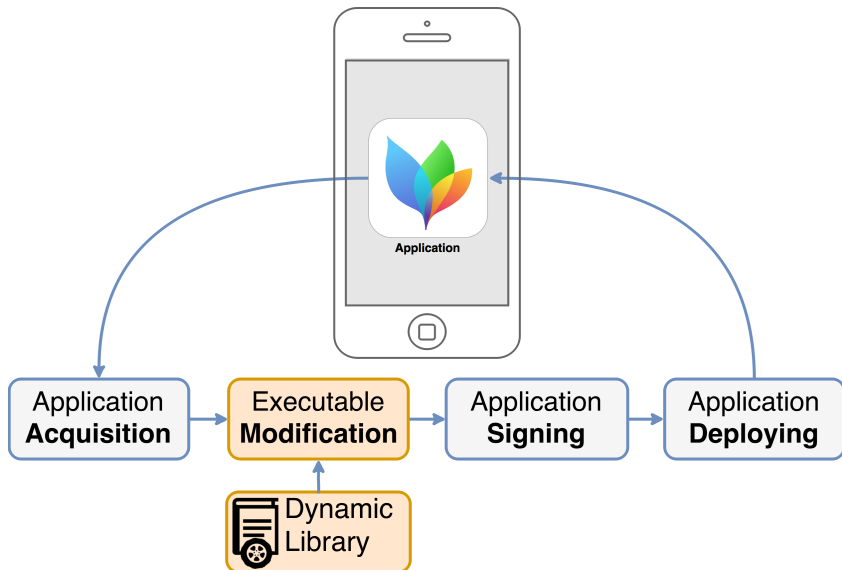 Application
Application
Acquisition
Executable
Modification
Application
Signing
Application
Deploying
Dynamic
Library